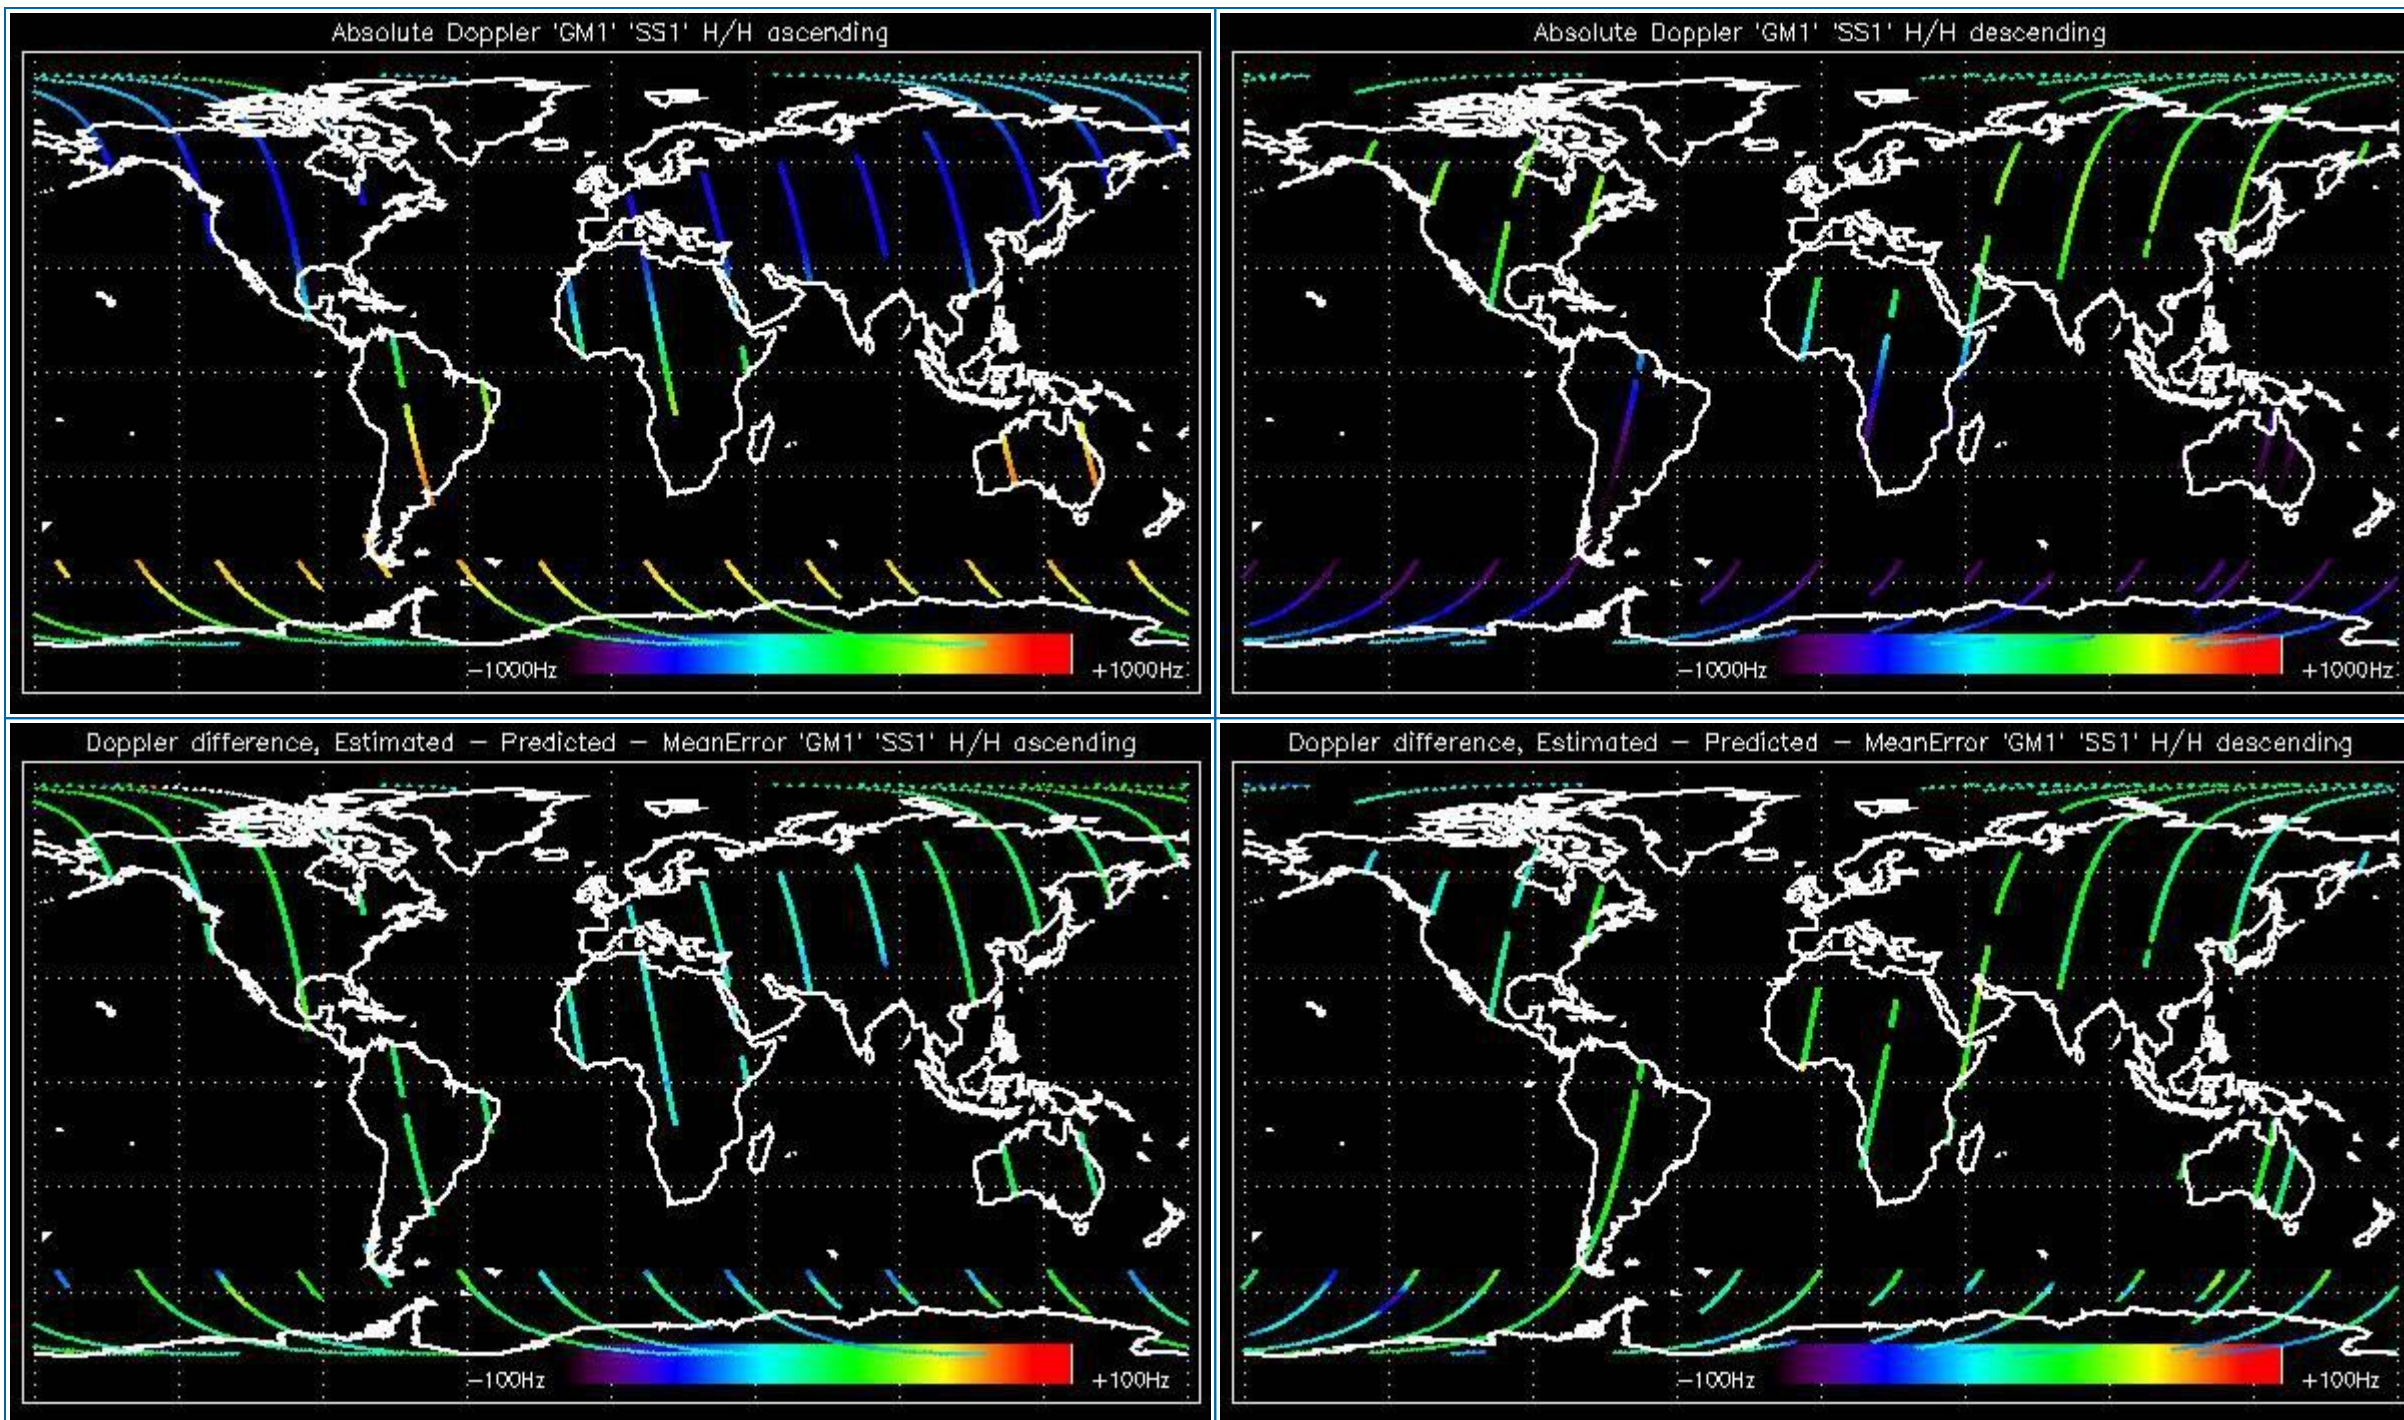 Absolute Doppler 'GM1' 'SS1' H/H ascending
−1000Hz
+1000Hz
Absolute Doppler 'GM1' 'SS1' H/H descending
−1000Hz
+1000Hz
Doppler difference, Estimated − Predicted − MeanError 'GM1' 'SS1' H/H ascending
−100Hz
+100Hz
Doppler difference, Estimated − Predicted − MeanError 'GM1' 'SS1' H/H descending
−100Hz
+100Hz